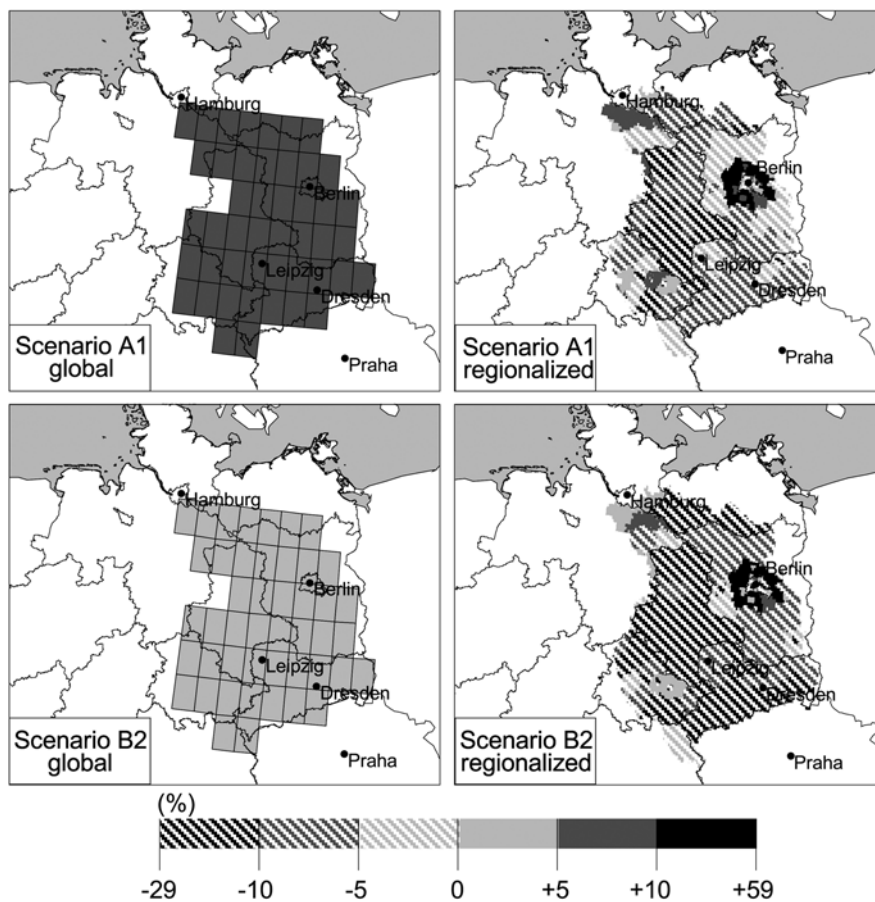 Hamburg
Berlin
Leipzig
Dresden
Praha
Scenario A1
global
Hamburg
Berlin
Leipzig
Dresden
Praha
Scenario A1
regionalized
Hamburg
Berlin
Leipzig
Dresden
Praha
Scenario B2
global
Hamburg
Berlin
Leipzig
Dresden
Praha
Scenario B2
regionalized
(%)
-29 -10 -5 0 +5 +10 +59